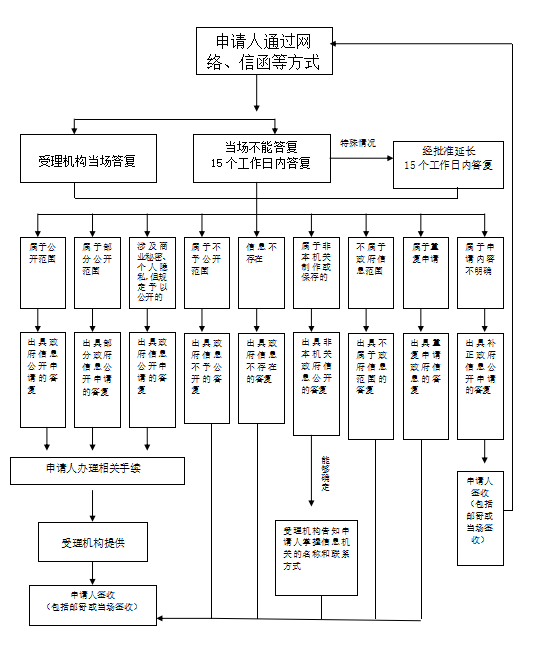 申请人通过网
络、信函等方式
受理机构当场答复
当场不能答复
15个工作日内答复
特殊情况
经批准延长
15个工作日内答复
属于公
开范围
属于部
分公开
范围
涉及商
业秘密、
个人隐
私,但规
定予以
公开的
属于不
予公开
范围
信息不
存在
属于非
本机关
制作或
保存的
不属于
政府信
息范围
属于重
复申请
属于申
请内容
不明确
出具政
府信息
公开申
请的答
复
出具部
分政府
信息公
开申请
的答复
出具政
府信息
公开申
请的答
复
出具政
府信息
不予公
开的答
复
出具政
府信息
不存在
的答复
出具非
本机关
政府信
息公开
的答复
出具不
属于政
府信息
范围的
答复
出具重
复申请
政府信
息的答
复
出具补
正政府
信息公
开申请
的答复
申请人办理相关手续
能够确定
申请人
签收
(包括
邮寄或
当场签
收)
受理机构提供
受理机构告知申
请人掌握信息机
关的名称和联系
方式
申请人签收
(包括邮寄或当场签收)